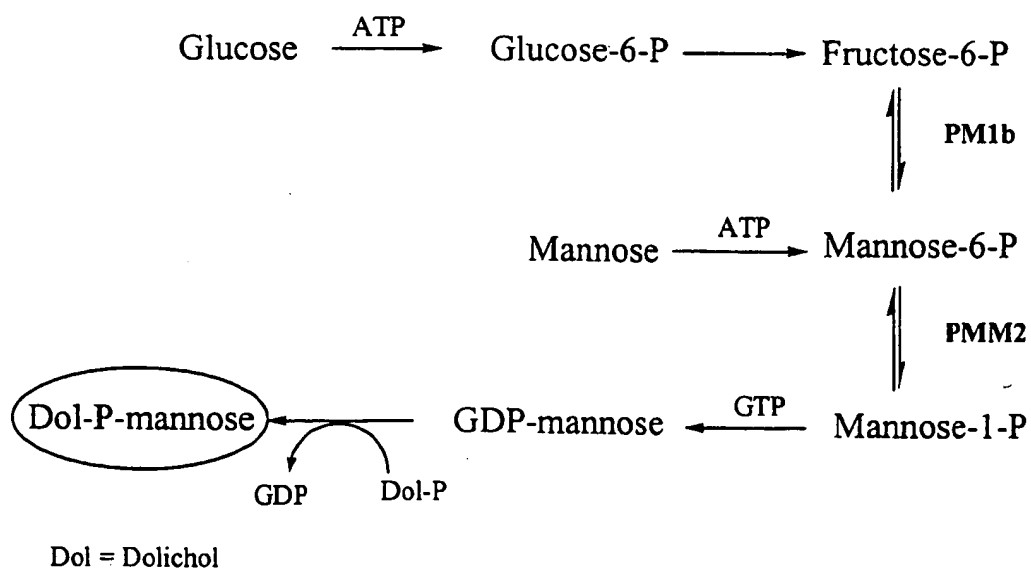 ATP
Glucose Glucose-6-P Fructose-6-P
PM1b
ATP
Mannose Mannose-6-P
PMM2
GTP
Dol-P-mannose GDP-mannose Mannose-1-P
GDP Dol-P
Dol = Dolichol